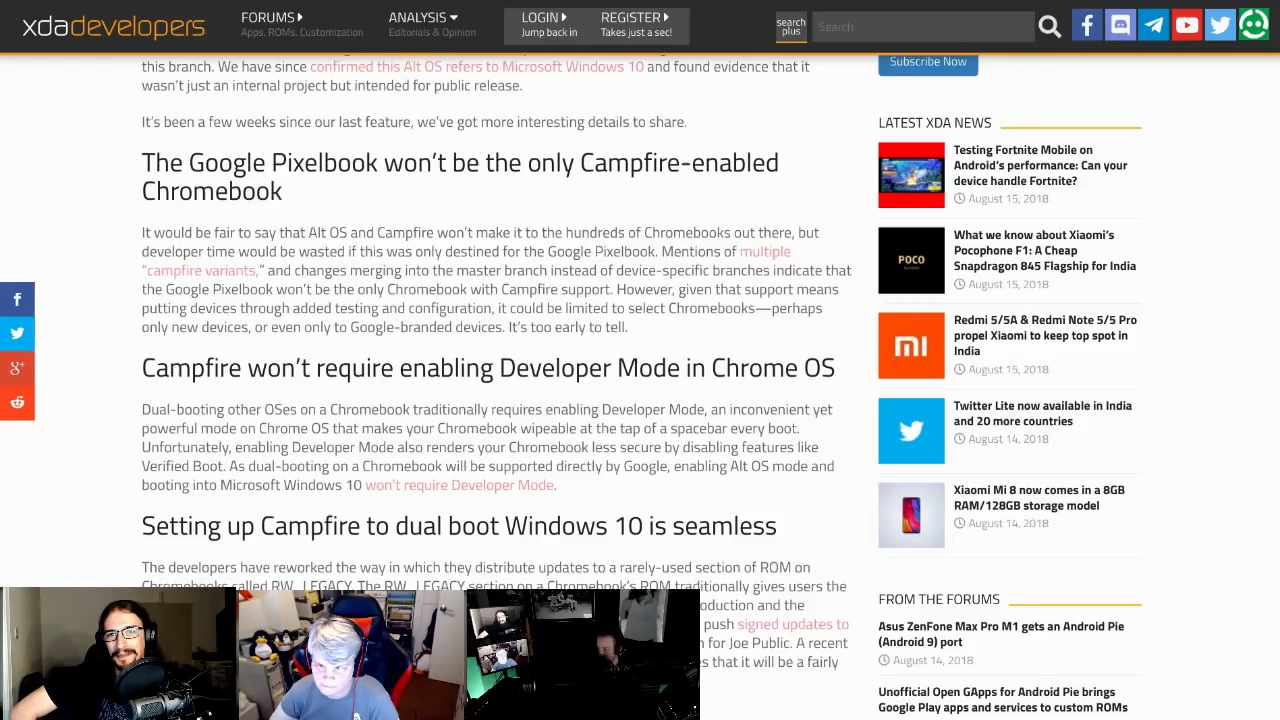 xdadevelopers
FORUMS
Apps, ROMs, Customization
ANALYSIS
Editorials & Opinion
LOGIN
Jump back in
REGISTER
Takes just a sec!
search
plus
Search
this branch. We have since confirmed this Alt OS refers to Microsoft Windows 10 and found evidence that it
wasn't just an internal project but intended for public release.
It's been a few weeks since our last feature, we've got more interesting details to share.
The Google Pixelbook won't be the only Campfire-enabled
Chromebook
It would be fair to say that Alt OS and Campfire won't make it to the hundreds of Chromebooks out there, but
developer time would be wasted if this was only destined for the Google Pixelbook. Mentions of multiple
"campfire variants," and changes merging into the master branch instead of device-specific branches indicate that
the Google Pixelbook won't be the only Chromebook with Campfire support. However, given that support means
putting devices through added testing and configuration, it could be limited to select Chromebooks—perhaps
only new devices, or even only to Google-branded devices. It's too early to tell.
Campfire won't require enabling Developer Mode in Chrome OS
Dual-booting other OSes on a Chromebook traditionally requires enabling Developer Mode, an inconvenient yet
powerful mode on Chrome OS that makes your Chromebook wipeable at the tap of a spacebar every boot.
Unfortunately, enabling Developer Mode also renders your Chromebook less secure by disabling features like
Verified Boot. As dual-booting on a Chromebook will be supported directly by Google, enabling Alt OS mode and
booting into Microsoft Windows 10 won't require Developer Mode.
Setting up Campfire to dual boot Windows 10 is seamless
The developers have reworked the way in which they distribute updates to a rarely-used section of ROM on
Chromebooks called RW_LEGACY. The RW_LEGACY section on a Chromebook's ROM traditionally gives users the
oduction and the
push signed updates to
n for Joe Public. A recent
s that it will be a fairly
Subscribe Now
LATEST XDA NEWS
Testing Fortnite Mobile on
Android's performance: Can your
device handle Fortnite?
August 15, 2018
POCO
What we know about Xiaomi's
Pocophone F1: A Cheap
Snapdragon 845 Flagship for India
August 15, 2018
Redmi 5/5A & Redmi Note 5/5 Pro
propel Xiaomi to keep top spot in
India
August 15, 2018
Twitter Lite now available in India
and 20 more countries
August 14, 2018
Xiaomi Mi 8 now comes in a 8GB
RAM/128GB storage model
August 14, 2018
FROM THE FORUMS
Asus ZenFone Max Pro M1 gets an Android Pie
(Android 9) port
August 14, 2018
Unofficial Open GApps for Android Pie brings
Google Play apps and services to custom ROMs